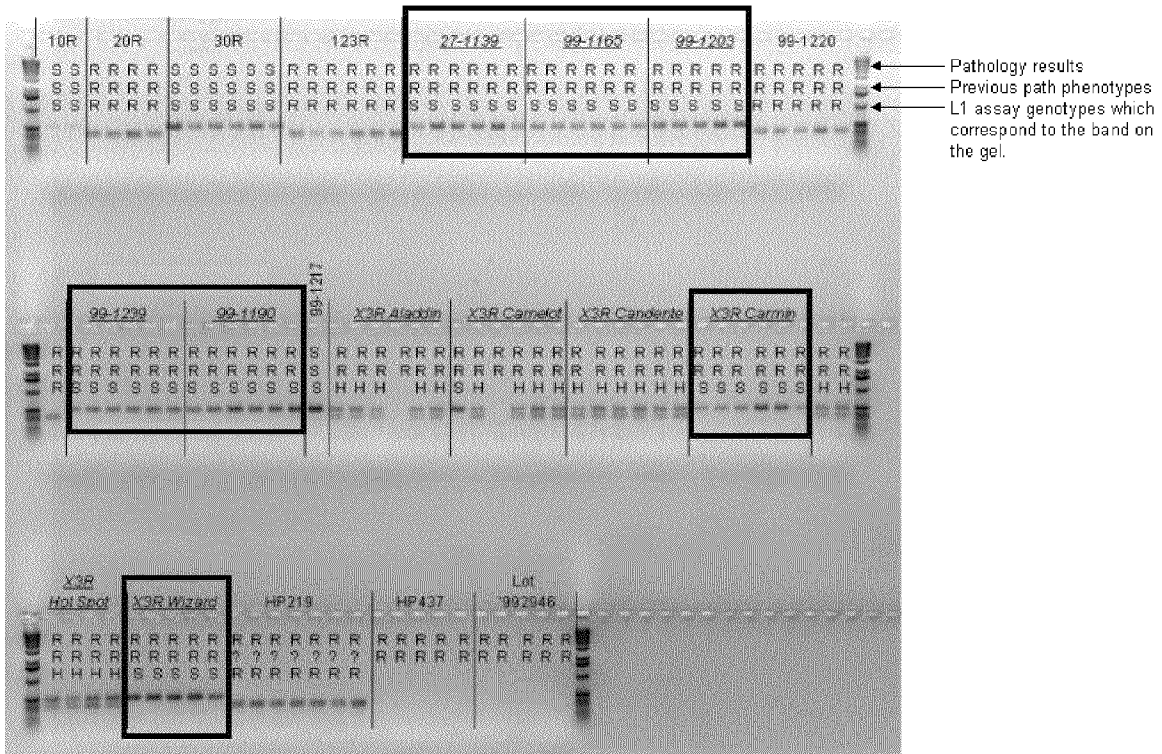 10R 20R 30R 123R 27-1139 99-1165 99-1203 99-1220
S S R R R R S S S S S S R R R R R R R R R R R R R R R R R R R R R R R R R R R R Pathology results
S S R R R R S S S S S S R R R R R R R R R R R R R R R R R R R R R R R R R R R R Previous path phenotypes
S S R R R R S S S S S S R R R R R R S S S S S S S S S S S S S S S S S R R R R R L1 assay genotypes which
correspond to the band on
the gel.
99-1239 99-1190 99-1217 X3R Aladdin X3R Camelot X3R Candente X3R Carmin
R R R R R R R R R R R R R S R R R R R R R R R R R R R R R R R R R R R R R R R R
R R R R R R R R R R R R R S R R R R R R R R R R R R R R R R R R R R R R R R R R
R S S S S S S S S S S S S S H H H H H S H H H H H H H H H H S S S S S S H H
X3R
Hot Spot X3R Wizard HP219 HP437 Lot
'992946
R R R R R R R R R R R R R R R R R R R R R R R R R R
R R R R R R R R R ? ? ? ? ? ? ? R R R R R R R R R R
H H H H S S S S S R R R R R R R